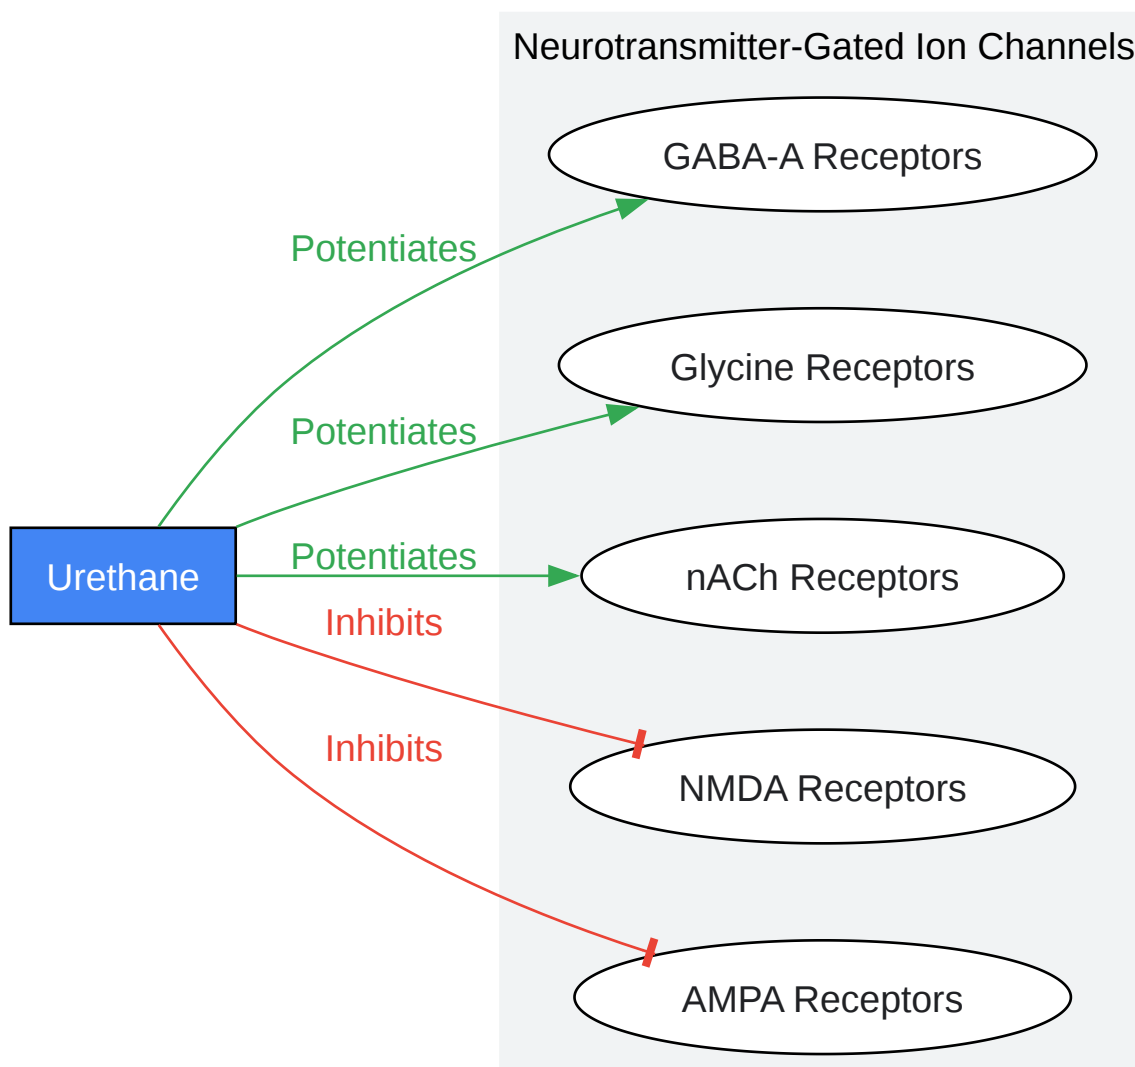 Neurotransmitter-Gated Ion Channels
GABA-A Receptors
Potentiates
Glycine Receptors
Potentiates
Potentiates
Urethane
nACh Receptors
Inhibits
Inhibits
NMDA Receptors
AMPA Receptors